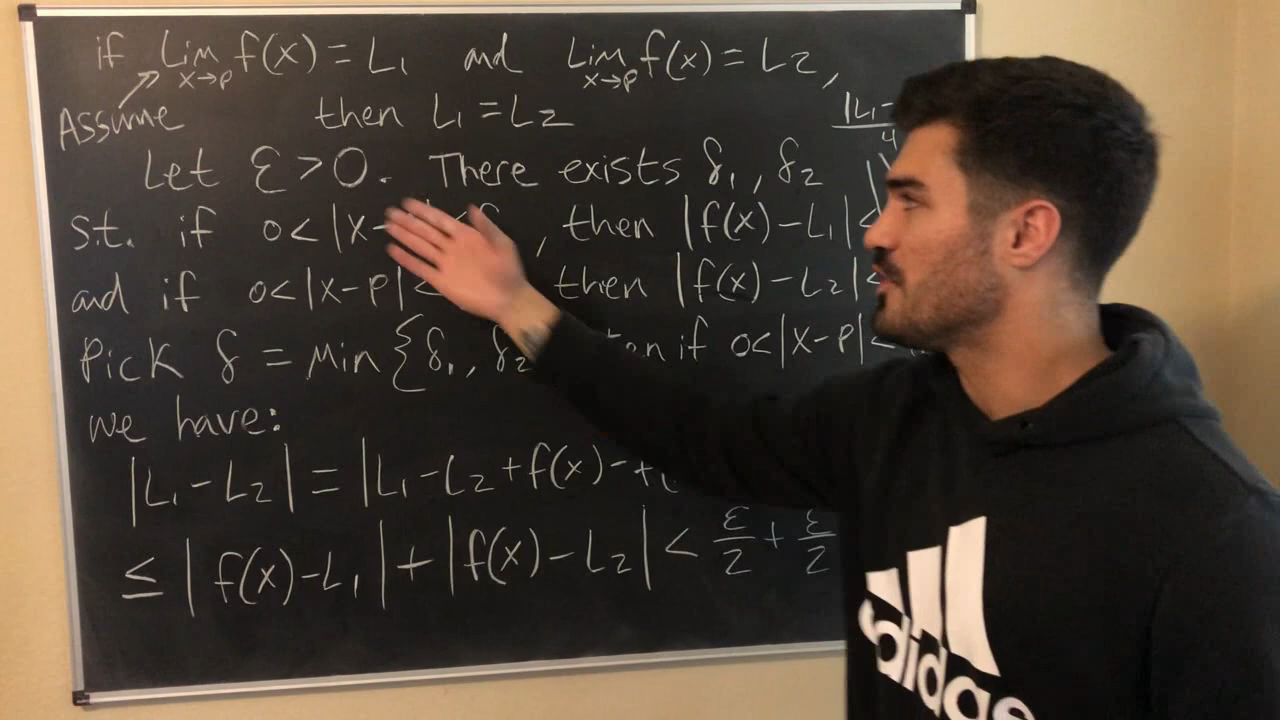 if Lim x→p f(x) = L₁ and Lim x→p f(x) = L₂,
Assume then L₁ = L₂
|L₁-
4
Let ε > 0. There exists δ₁, δ₂
s.t. if 0 < |x- , then |f(x) - L₁| <
and if 0 < |x-p| < then |f(x) - L₂| <
Pick δ = Min {δ₁, δ₂ if 0 < |x-p| <
we have:
|L₁ - L₂| = |L₁ - L₂ + f(x) -
≤ |f(x) - L₁| + |f(x) - L₂| < ε/2 + ε/2
adidas